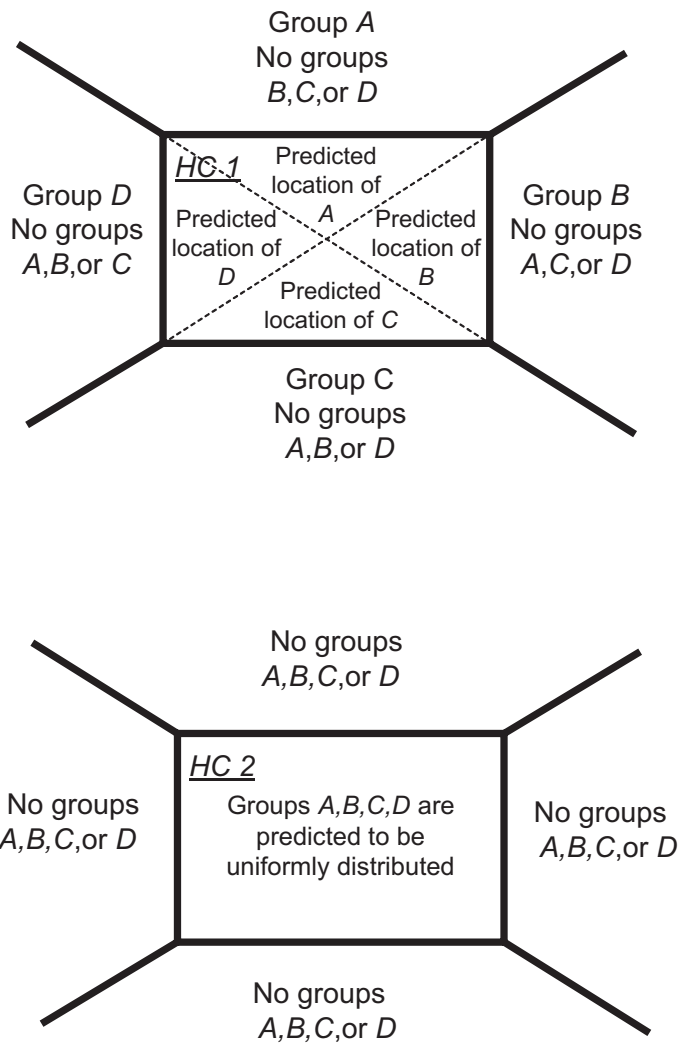 Group A
No groups
B,C,or D
HC 1
Predicted
location of
A
Group D
No groups
A,B,or C
Predicted
location of
D
Predicted
location of
B
Group B
No groups
A,C,or D
Predicted
location of C
Group C
No groups
A,B,or D
No groups
A,B,C,or D
HC 2
No groups
A,B,C,or D
Groups A,B,C,D are
predicted to be
uniformly distributed
No groups
A,B,C,or D
No groups
A,B,C,or D